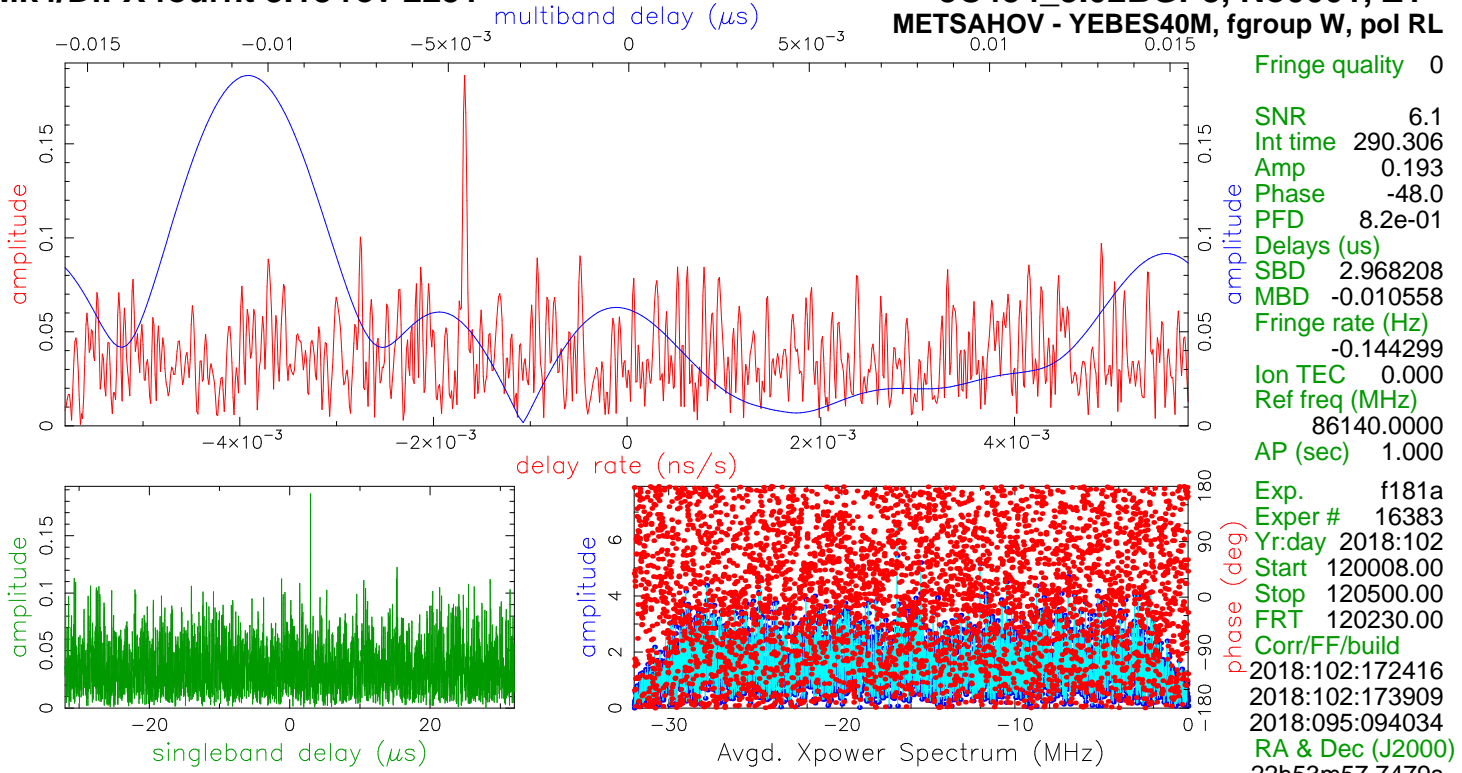 multiband delay (μs)
METSAHOV - YEBES40M, fgroup W, pol RL
−0.015 −0.01 −5×10⁻³ 0 5×10⁻³ 0.01 0.015
amplitude
0 0.05 0.1 0.15
amplitude
0 0.05 0.1 0.15
−4×10⁻³ −2×10⁻³ 0 2×10⁻³ 4×10⁻³
delay rate (ns/s)
amplitude
0 0.05 0.1 0.15
−20 0 20
singleband delay (μs)
amplitude
0 2 4 6
phase (deg)
−180 −90 0 90 180
−30 −20 −10 0
Avgd. Xpower Spectrum (MHz)
Fringe quality 0
SNR 6.1
Int time 290.306
Amp 0.193
Phase -48.0
PFD 8.2e-01
Delays (us)
SBD 2.968208
MBD -0.010558
Fringe rate (Hz)
-0.144299
Ion TEC 0.000
Ref freq (MHz)
86140.0000
AP (sec) 1.000
Exp. f181a
Exper # 16383
Yr:day 2018:102
Start 120008.00
Stop 120500.00
FRT 120230.00
Corr/FF/build
2018:102:172416
2018:102:173909
2018:095:094034
RA & Dec (J2000)